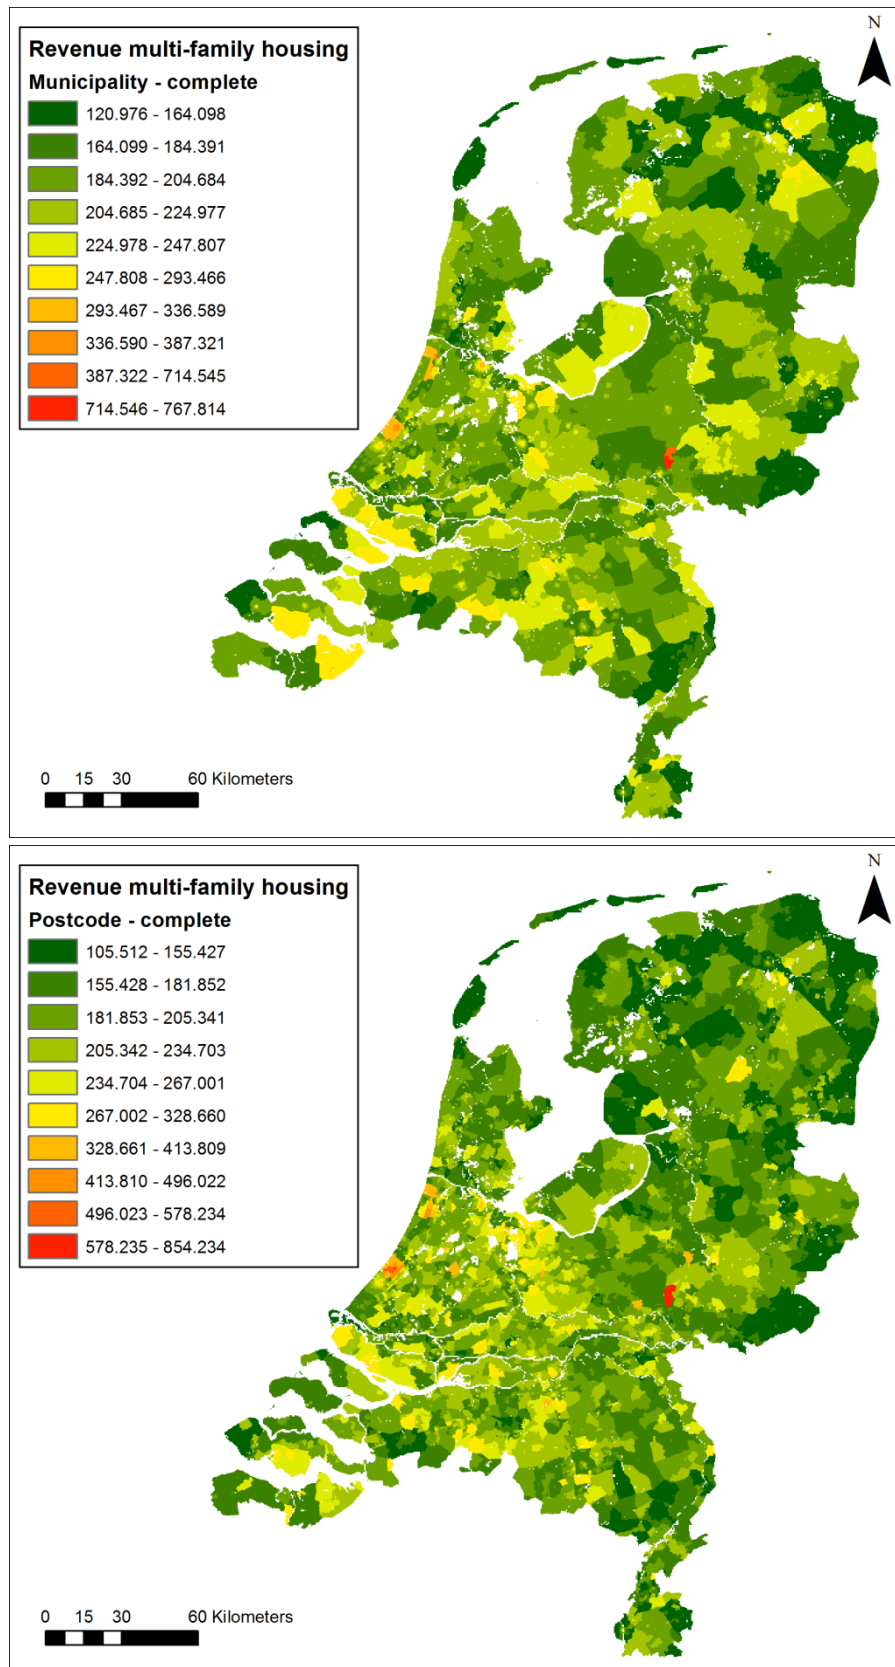 N
Revenue multi-family housing
Municipality - complete
120.976 - 164.098
164.099 - 184.391
184.392 - 204.684
204.685 - 224.977
224.978 - 247.807
247.808 - 293.466
293.467 - 336.589
336.590 - 387.321
387.322 - 714.545
714.546 - 767.814
0 15 30 60 Kilometers
N
Revenue multi-family housing
Postcode - complete
105.512 - 155.427
155.428 - 181.852
181.853 - 205.341
205.342 - 234.703
234.704 - 267.001
267.002 - 328.660
328.661 - 413.809
413.810 - 496.022
496.023 - 578.234
578.235 - 854.234
0 15 30 60 Kilometers